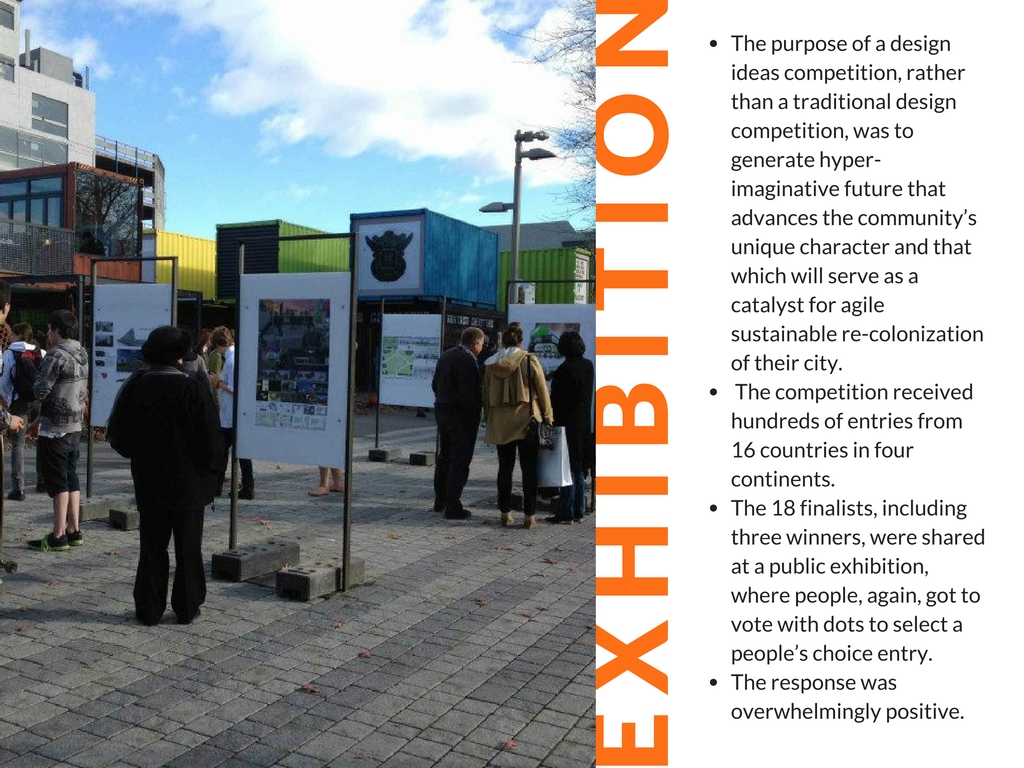 EXHIBITION
• The purpose of a design
ideas competition, rather
than a traditional design
competition, was to
generate hyper-
imaginative future that
advances the community’s
unique character and that
which will serve as a
catalyst for agile
sustainable re-colonization
of their city.
• The competition received
hundreds of entries from
16 countries in four
continents.
• The 18 finalists, including
three winners, were shared
at a public exhibition,
where people, again, got to
vote with dots to select a
people’s choice entry.
• The response was
overwhelmingly positive.